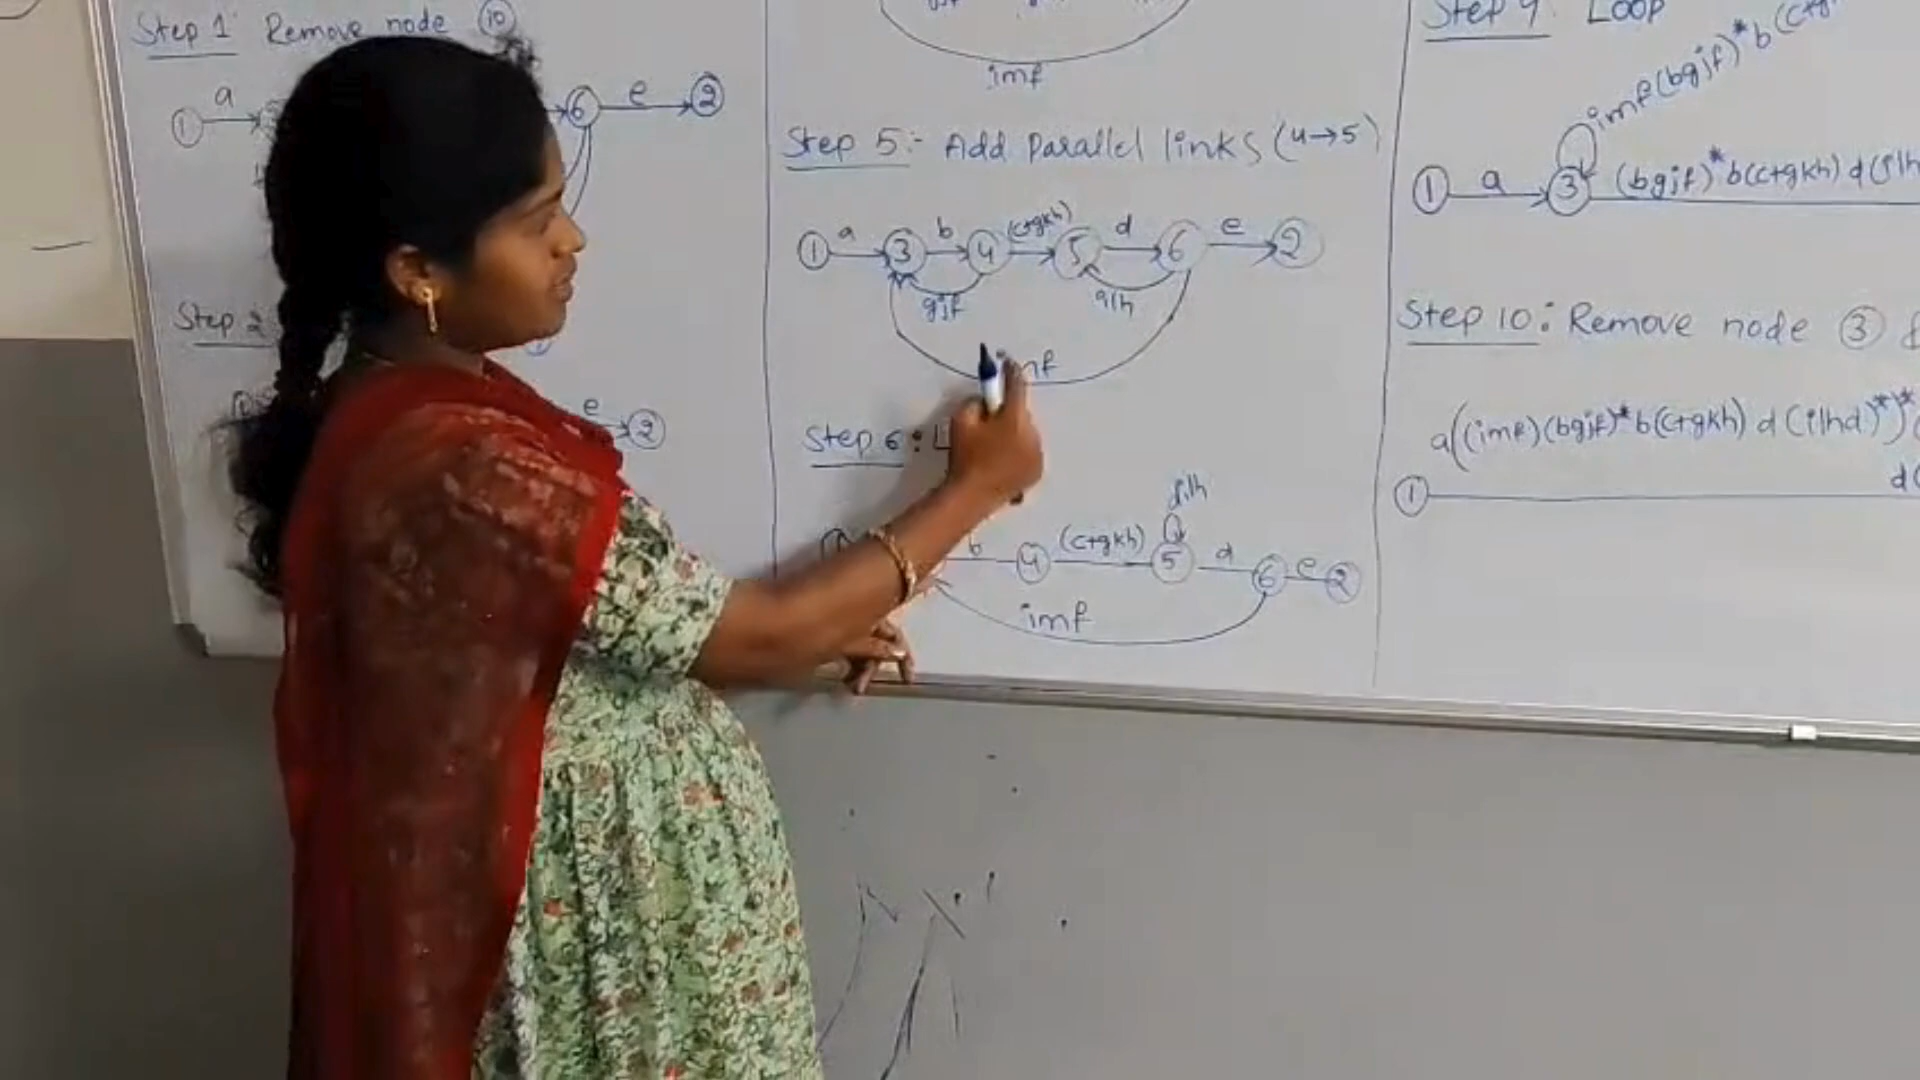 Step 1: Remove node 10
1 a 6 e 2
Step 2
e 2
imf
Step 5:- Add Parallel links (4→5)
1 a 3 b 4 (c+gkh) 5 d 6 e 2
gjf ilh
imf
Step 6: L
ilh
b 4 (c+gkh) 5 d 6 e 2
imf
Step 9: Loop
imf(bgjf)*b(c+g
1 a 3 (bgjf)*b(c+gkh) d(ilh
Step 10: Remove node 3 &
a((imf)(bgjf)*b(c+gkh) d(ilhd)*)*(
d(
1